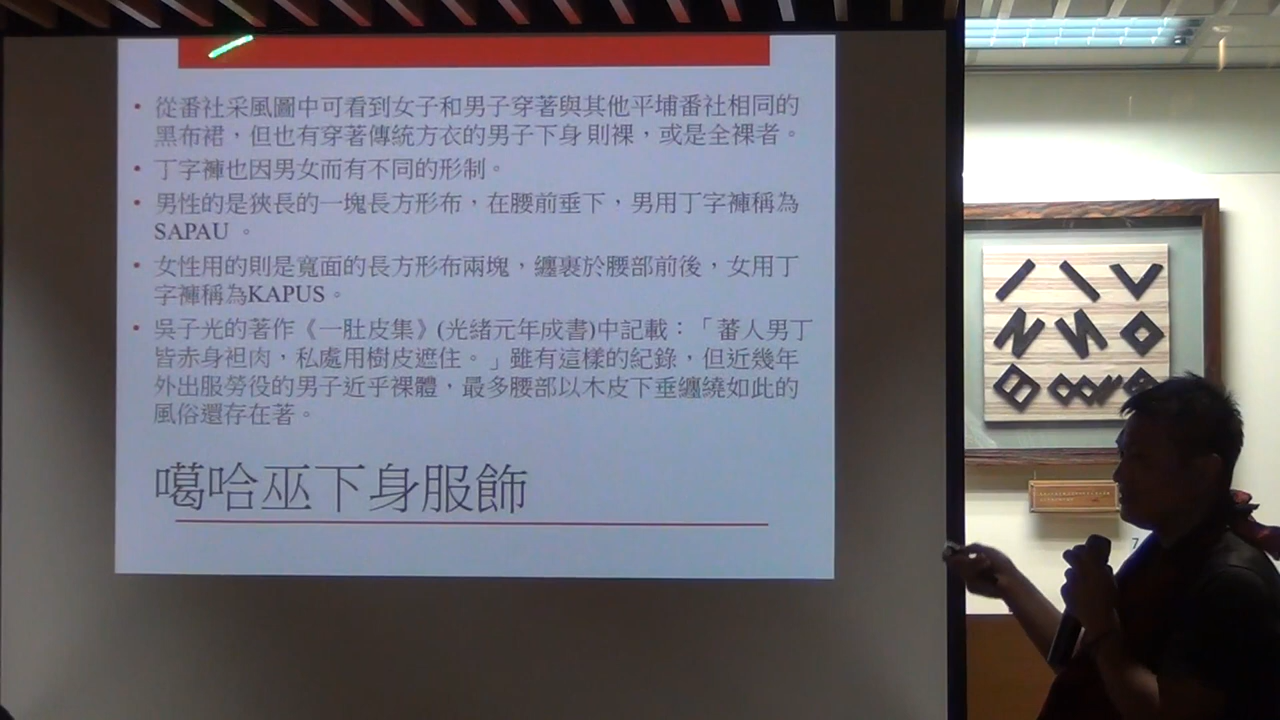 • 從番社采風圖中可看到女子和男子穿著與其他平埔番社相同的
黑布裙，但也有穿著傳統方衣的男子下身則裸，或是全裸者。
• 丁字褲也因男女而有不同的形制。
• 男性的是狹長的一塊長方形布，在腰前垂下，男用丁字褲稱為
SAPAU 。
• 女性用的則是寬面的長方形布兩塊，纏裹於腰部前後，女用丁
字褲稱為KAPUS。
• 吳子光的著作《一肚皮集》(光緒元年成書)中記載：「蕃人男丁
皆赤身袒肉，私處用樹皮遮住。」雖有這樣的紀錄，但近幾年
外出服勞役的男子近乎裸體，最多腰部以木皮下垂纏繞如此的
風俗還存在著。
噶哈巫下身服飾
7